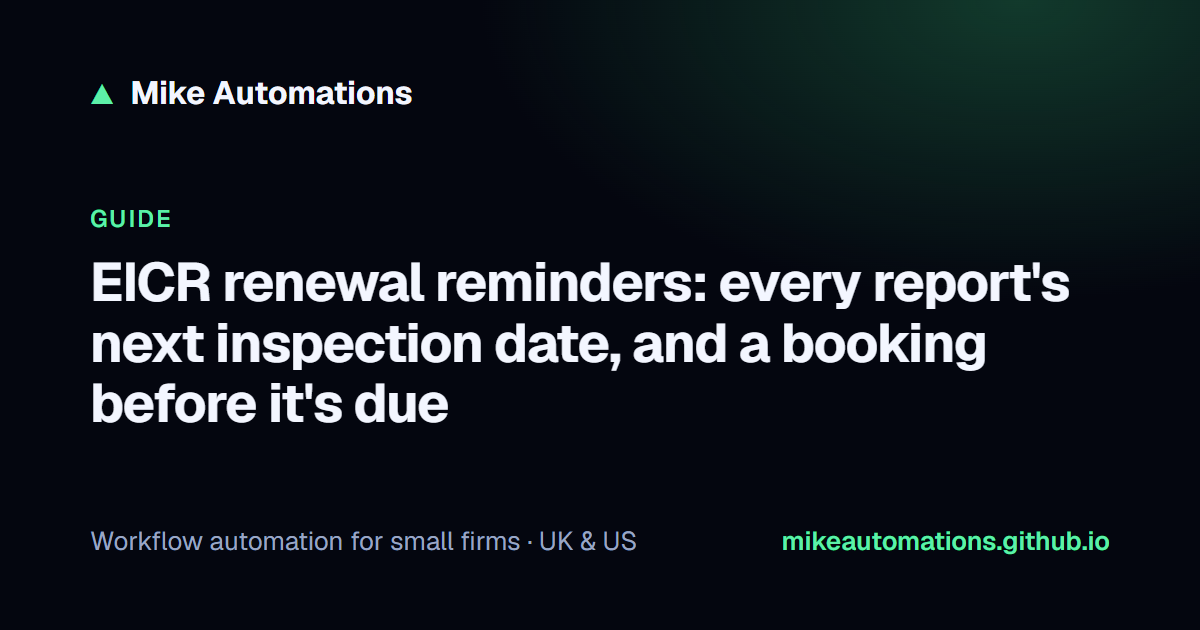 Mike Automations
GUIDE
EICR renewal reminders: every report's
next inspection date, and a booking
before it's due
Workflow automation for small firms · UK & US
mikeautomations.github.io